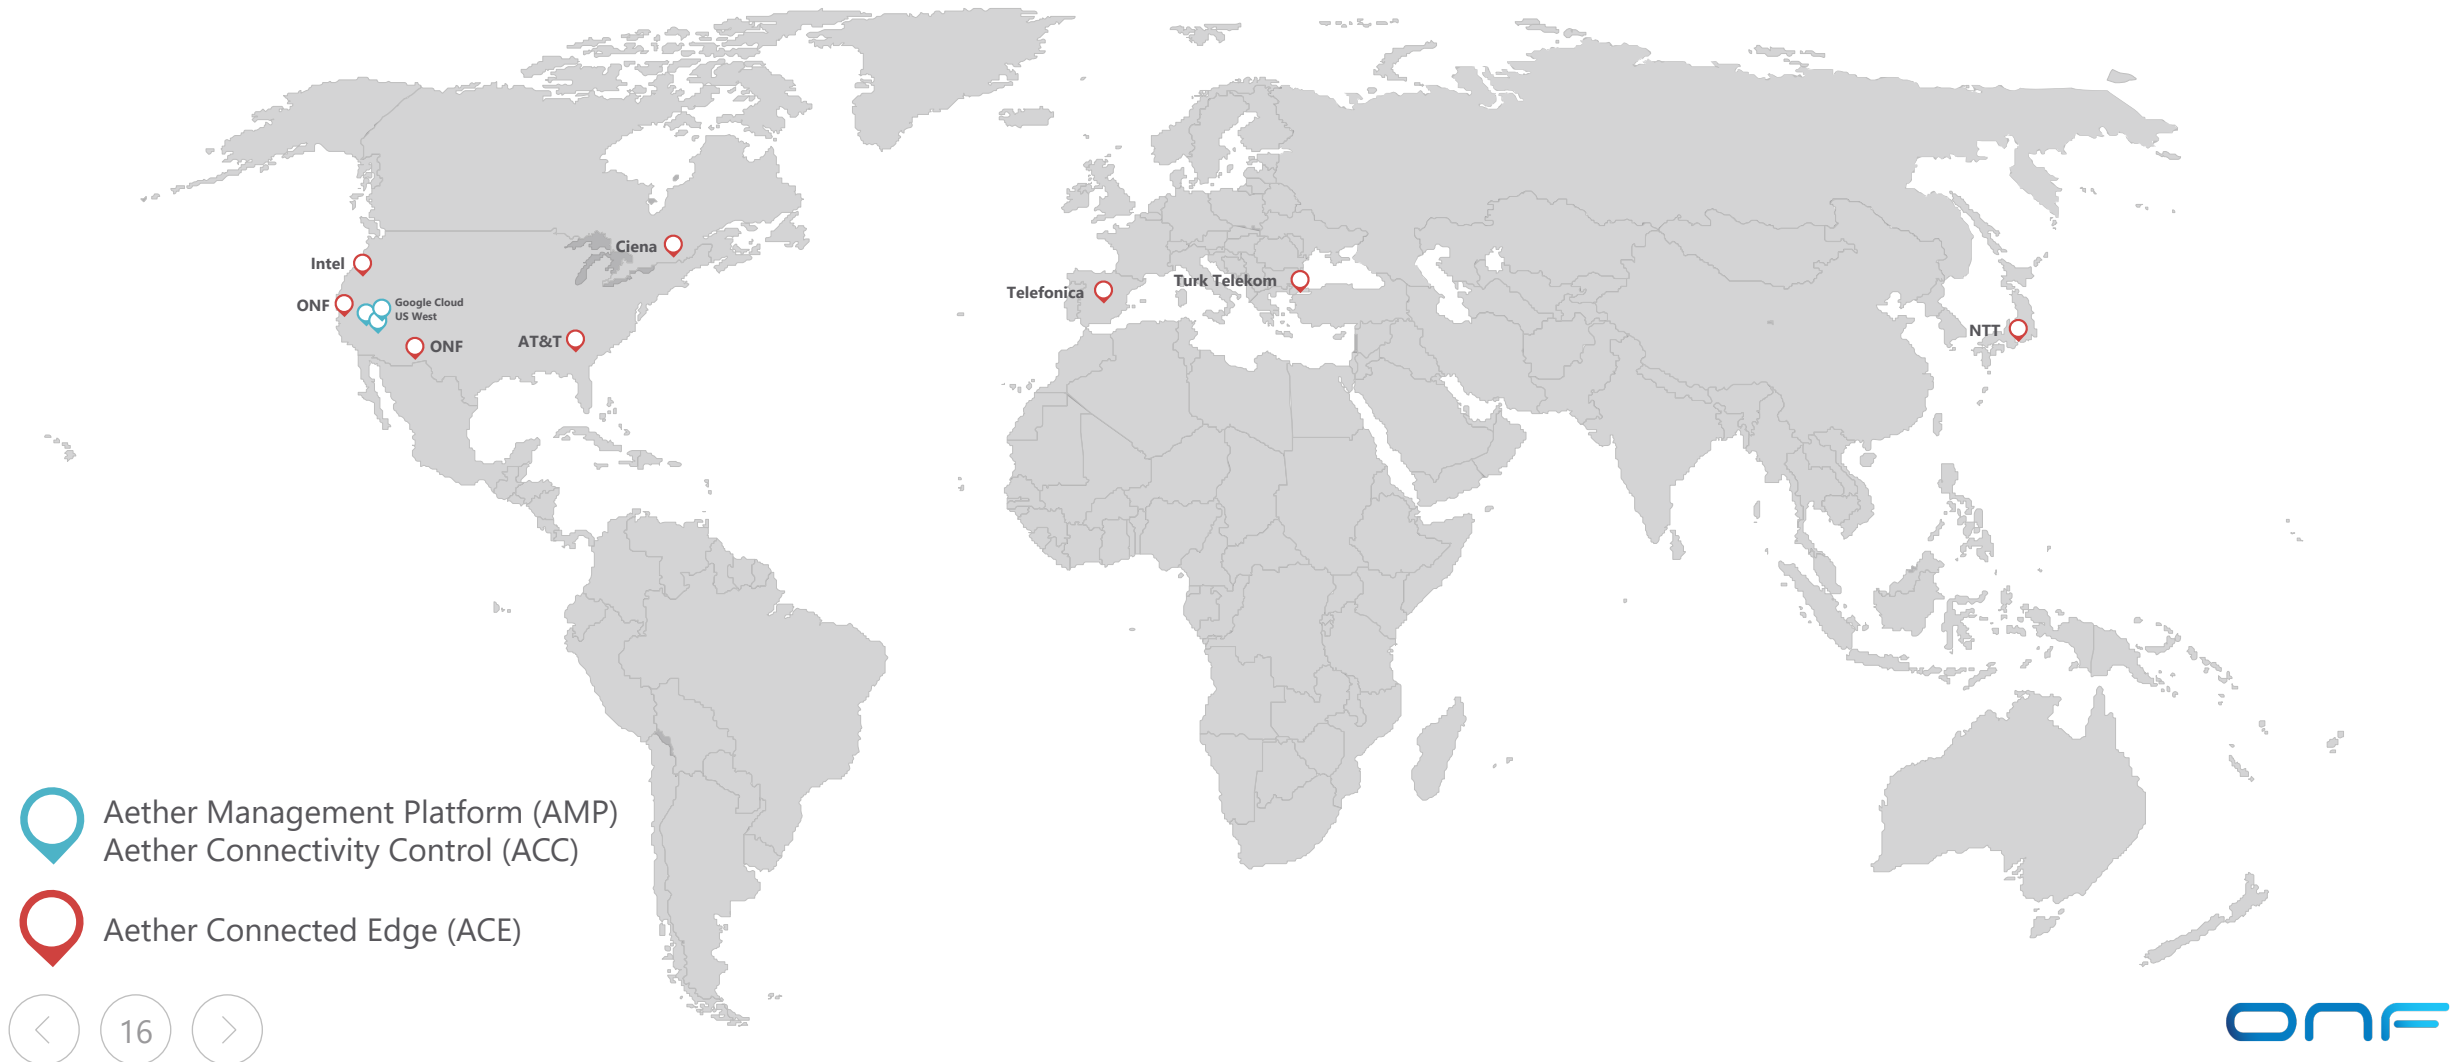 Ciena
Intel
ONF
Google Cloud
US West
AT&T
ONF
Telefonica
Turk Telekom
NTT
Aether Management Platform (AMP)
Aether Connectivity Control (ACC)
Aether Connected Edge (ACE)
16
ONF